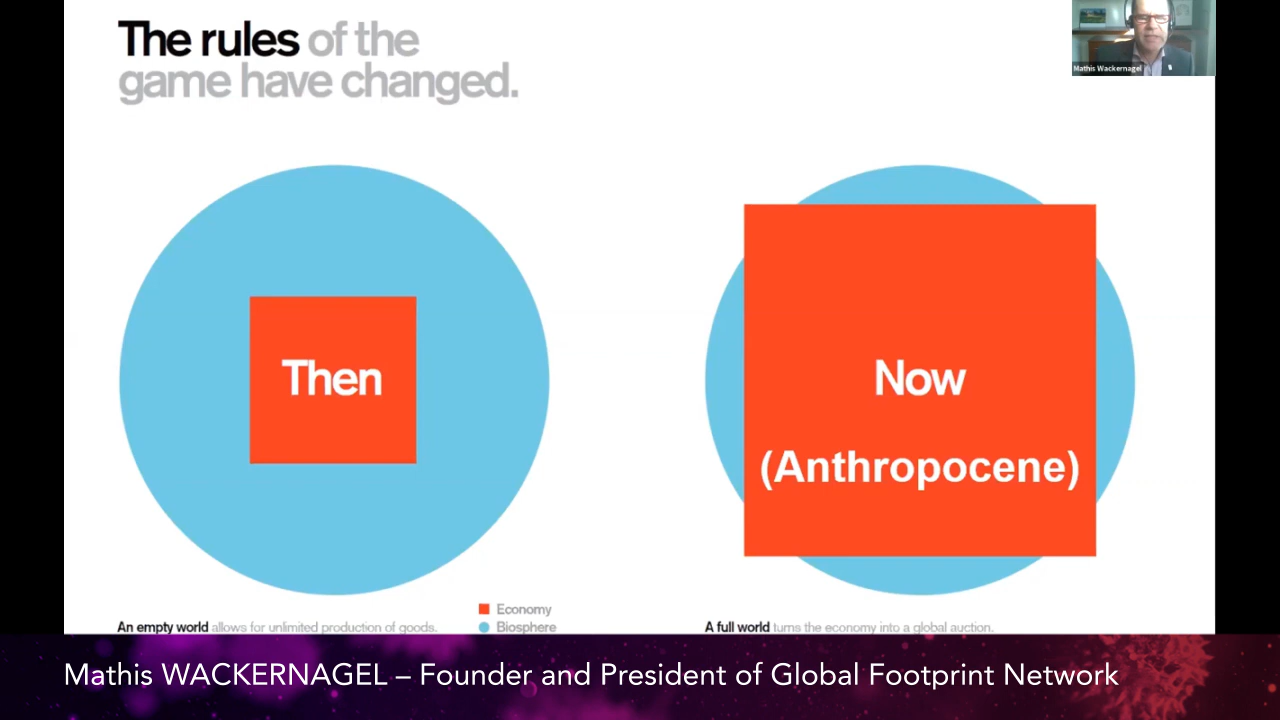 The rules of the
game have changed.
Mathis Wackernagel
Then
Now
(Anthropocene)
Economy
Biosphere
An empty world allows for unlimited production of goods.
A full world turns the economy into a global auction.
Mathis WACKERNAGEL – Founder and President of Global Footprint Network